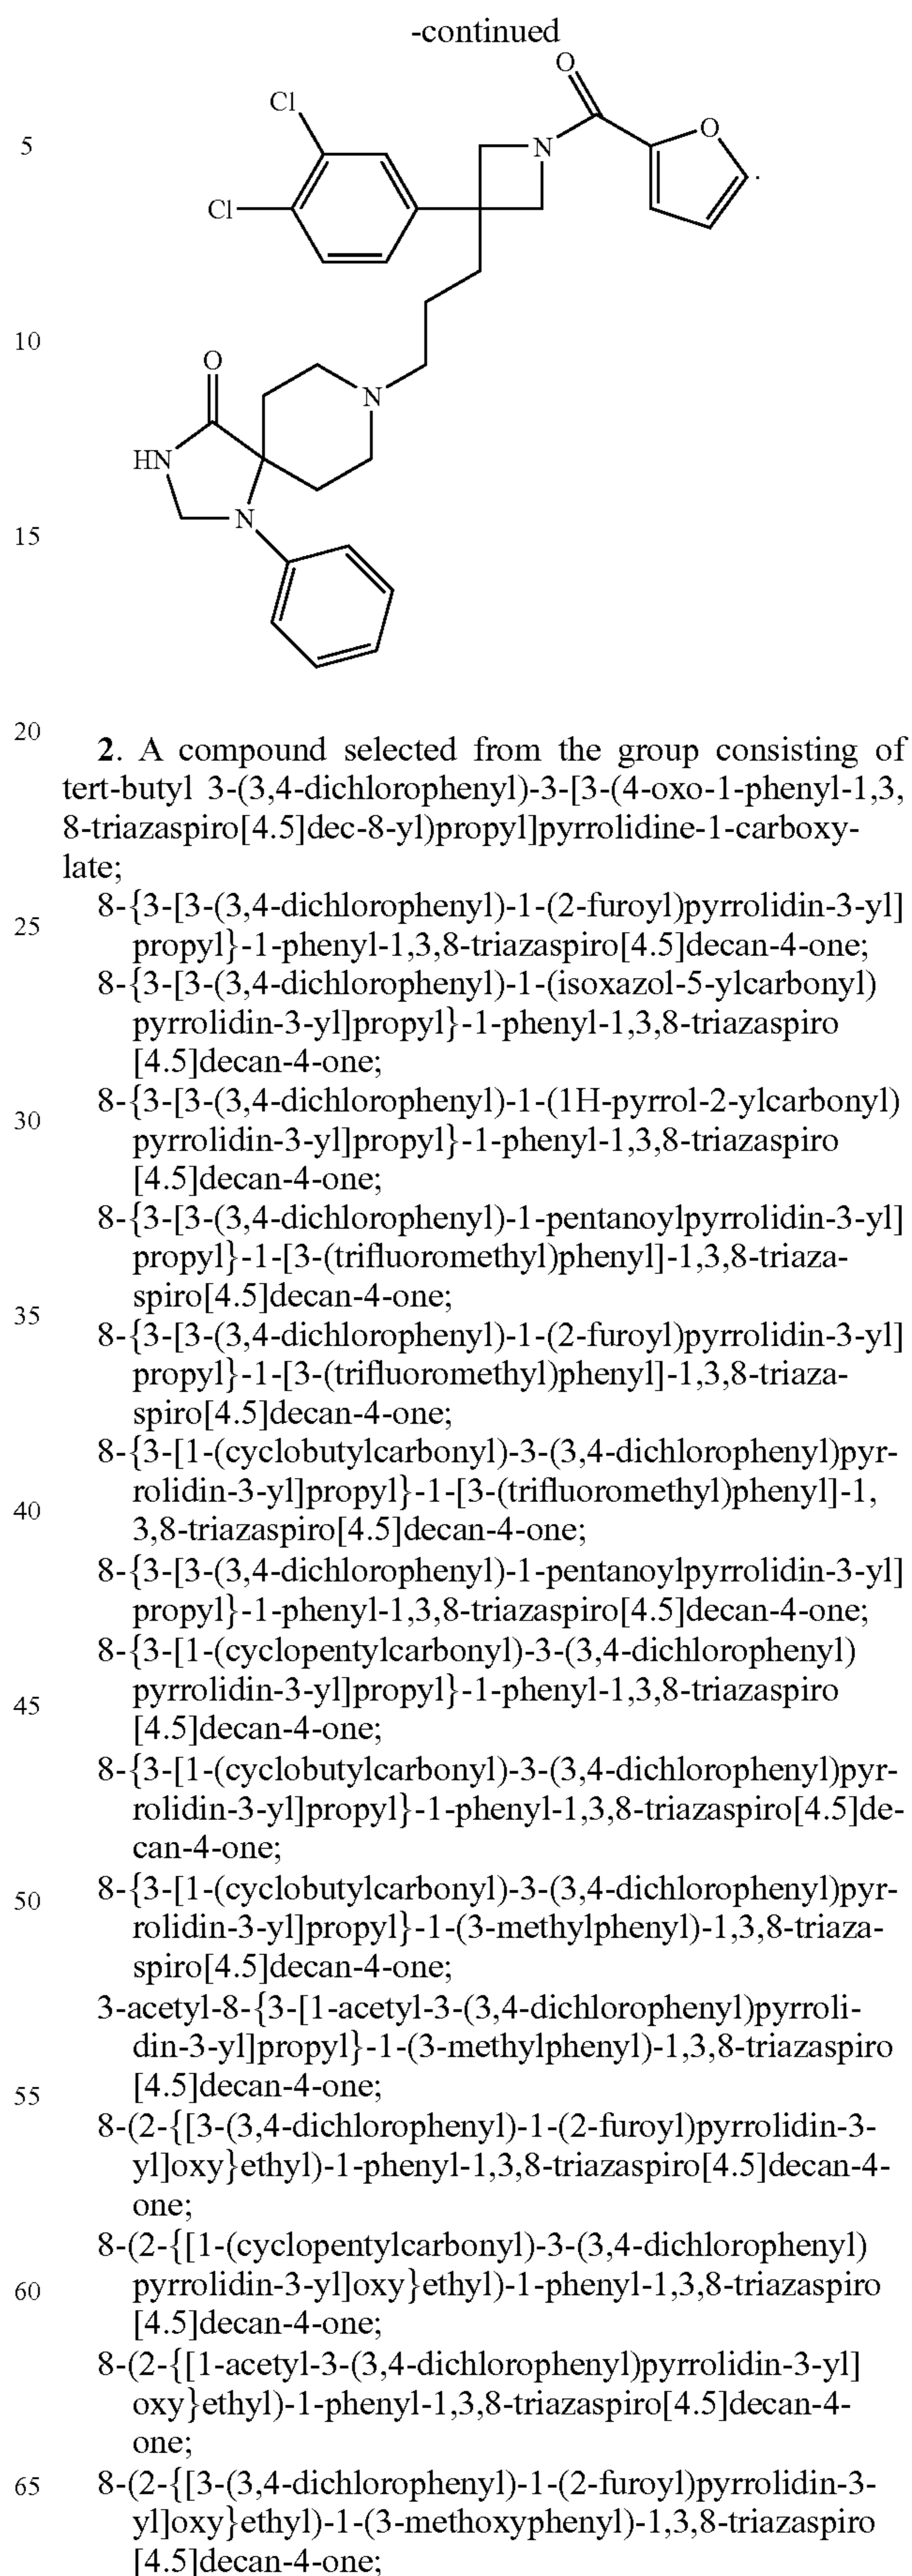 -continued
O
Cl
O
5
N
.
Cl
10
O
N
HN
15
N
20
2. A compound selected from the group consisting of
tert-butyl 3-(3,4-dichlorophenyl)-3-[3-(4-oxo-1-phenyl-1,3,
8-triazaspiro[4.5]dec-8-yl)propyl]pyrrolidine-1-carboxy-
late;
8-{3-[3-(3,4-dichlorophenyl)-1-(2-furoyl)pyrrolidin-3-yl]
25
propyl}-1-phenyl-1,3,8-triazaspiro[4.5]decan-4-one;
8-{3-[3-(3,4-dichlorophenyl)-1-(isoxazol-5-ylcarbonyl)
pyrrolidin-3-yl]propyl}-1-phenyl-1,3,8-triazaspiro
[4.5]decan-4-one;
8-{3-[3-(3,4-dichlorophenyl)-1-(1H-pyrrol-2-ylcarbonyl)
30
pyrrolidin-3-yl]propyl}-1-phenyl-1,3,8-triazaspiro
[4.5]decan-4-one;
8-{3-[3-(3,4-dichlorophenyl)-1-pentanoylpyrrolidin-3-yl]
propyl}-1-[3-(trifluoromethyl)phenyl]-1,3,8-triaza-
spiro[4.5]decan-4-one;
35
8-{3-[3-(3,4-dichlorophenyl)-1-(2-furoyl)pyrrolidin-3-yl]
propyl}-1-[3-(trifluoromethyl)phenyl]-1,3,8-triaza-
spiro[4.5]decan-4-one;
8-{3-[1-(cyclobutylcarbonyl)-3-(3,4-dichlorophenyl)pyr-
rolidin-3-yl]propyl}-1-[3-(trifluoromethyl)phenyl]-1,
40
3,8-triazaspiro[4.5]decan-4-one;
8-{3-[3-(3,4-dichlorophenyl)-1-pentanoylpyrrolidin-3-yl]
propyl}-1-phenyl-1,3,8-triazaspiro[4.5]decan-4-one;
8-{3-[1-(cyclopentylcarbonyl)-3-(3,4-dichlorophenyl)
45
pyrrolidin-3-yl]propyl}-1-phenyl-1,3,8-triazaspiro
[4.5]decan-4-one;
8-{3-[1-(cyclobutylcarbonyl)-3-(3,4-dichlorophenyl)pyr-
rolidin-3-yl]propyl}-1-phenyl-1,3,8-triazaspiro[4.5]de-
can-4-one;
50
8-{3-[1-(cyclobutylcarbonyl)-3-(3,4-dichlorophenyl)pyr-
rolidin-3-yl]propyl}-1-(3-methylphenyl)-1,3,8-triaza-
spiro[4.5]decan-4-one;
3-acetyl-8-{3-[1-acetyl-3-(3,4-dichlorophenyl)pyrroli-
din-3-yl]propyl}-1-(3-methylphenyl)-1,3,8-triazaspiro
55
[4.5]decan-4-one;
8-(2-{[3-(3,4-dichlorophenyl)-1-(2-furoyl)pyrrolidin-3-
yl]oxy}ethyl)-1-phenyl-1,3,8-triazaspiro[4.5]decan-4-
one;
8-(2-{[1-(cyclopentylcarbonyl)-3-(3,4-dichlorophenyl)
60
pyrrolidin-3-yl]oxy}ethyl)-1-phenyl-1,3,8-triazaspiro
[4.5]decan-4-one;
8-(2-{[1-acetyl-3-(3,4-dichlorophenyl)pyrrolidin-3-yl]
oxy}ethyl)-1-phenyl-1,3,8-triazaspiro[4.5]decan-4-
one;
65
8-(2-{[3-(3,4-dichlorophenyl)-1-(2-furoyl)pyrrolidin-3-
yl]oxy}ethyl)-1-(3-methoxyphenyl)-1,3,8-triazaspiro
[4.5]decan-4-one;